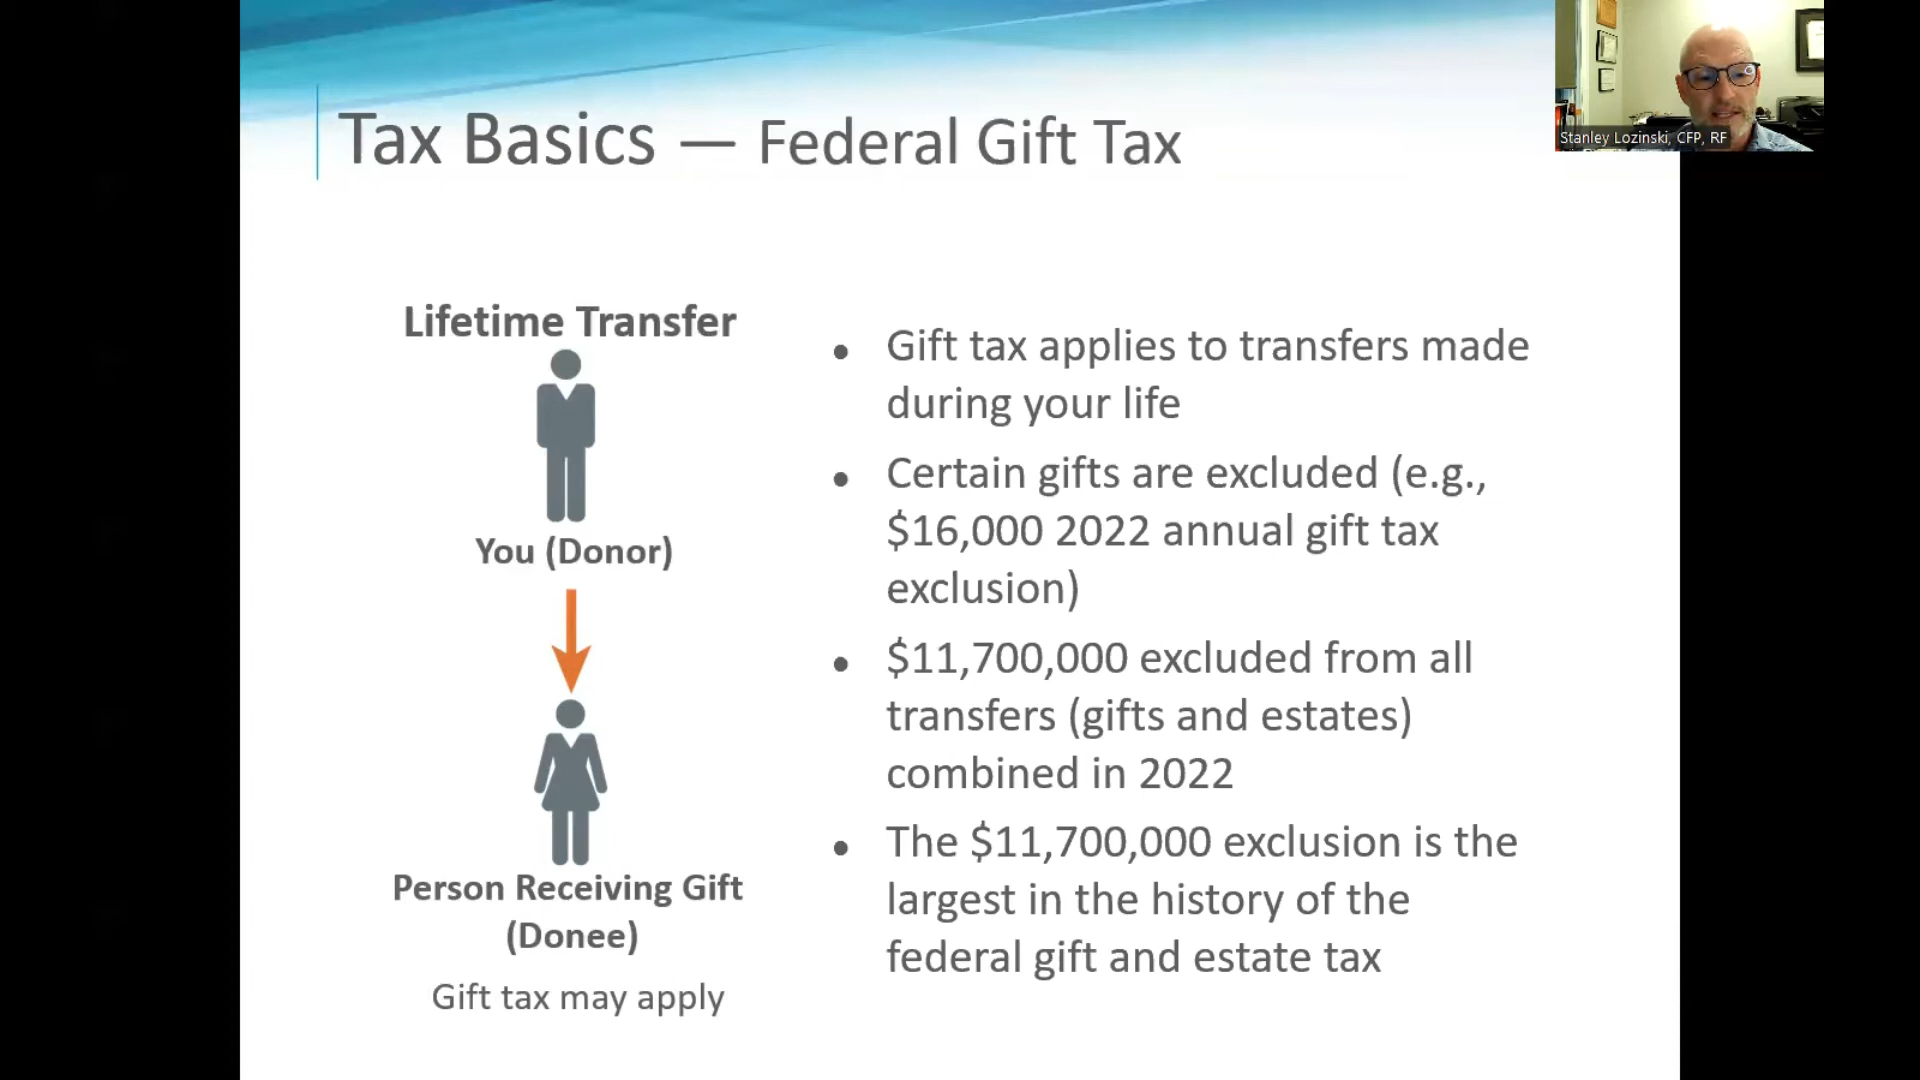 Tax Basics — Federal Gift Tax
Stanley Lozinski, CFP, RF
Lifetime Transfer
You (Donor)
Person Receiving Gift
(Donee)
Gift tax may apply
• Gift tax applies to transfers made
during your life
• Certain gifts are excluded (e.g.,
$16,000 2022 annual gift tax
exclusion)
• $11,700,000 excluded from all
transfers (gifts and estates)
combined in 2022
• The $11,700,000 exclusion is the
largest in the history of the
federal gift and estate tax